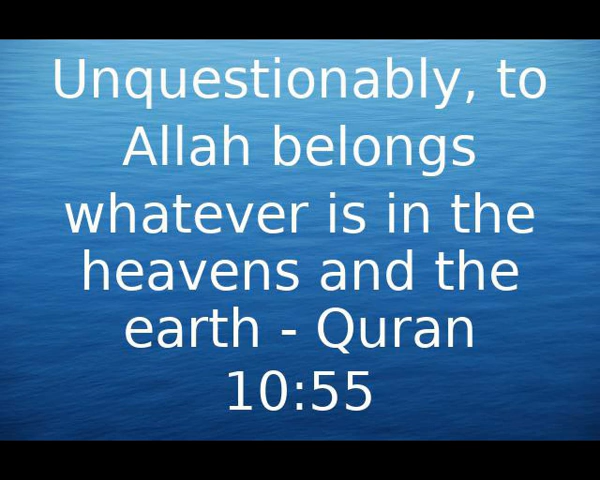 Unquestionably, to
Allah belongs
whatever is in the
heavens and the
earth - Quran
10:55